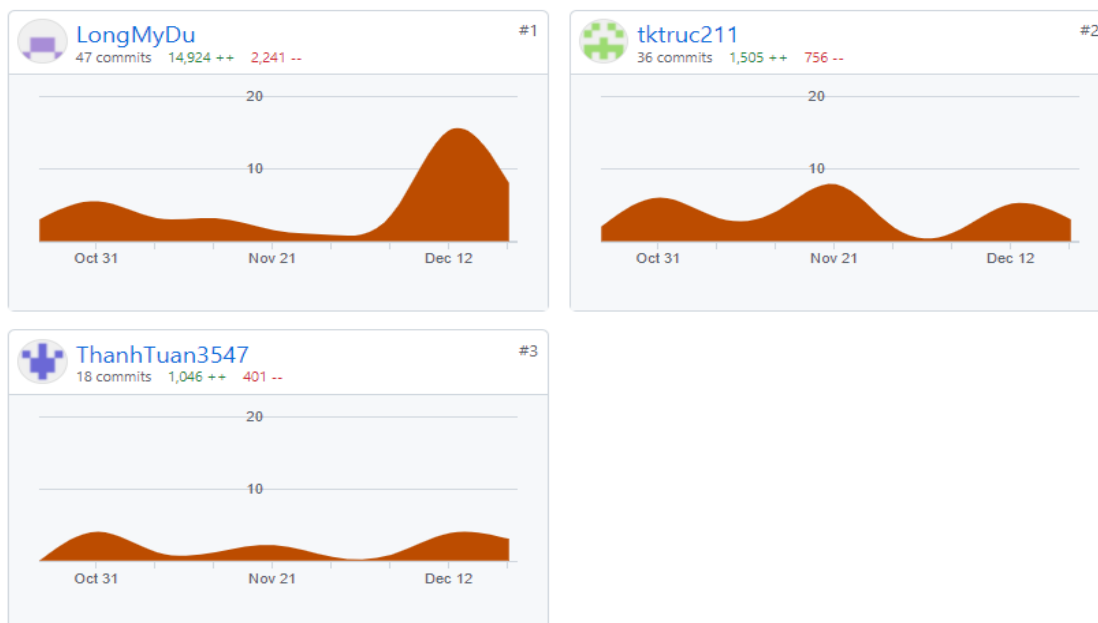 LongMyDu #1
47 commits 14,924 ++ 2,241 --
20
10
Oct 31 Nov 21 Dec 12
tktruc211 #2
36 commits 1,505 ++ 756 --
20
10
Oct 31 Nov 21 Dec 12
ThanhTuan3547 #3
18 commits 1,046 ++ 401 --
20
10
Oct 31 Nov 21 Dec 12